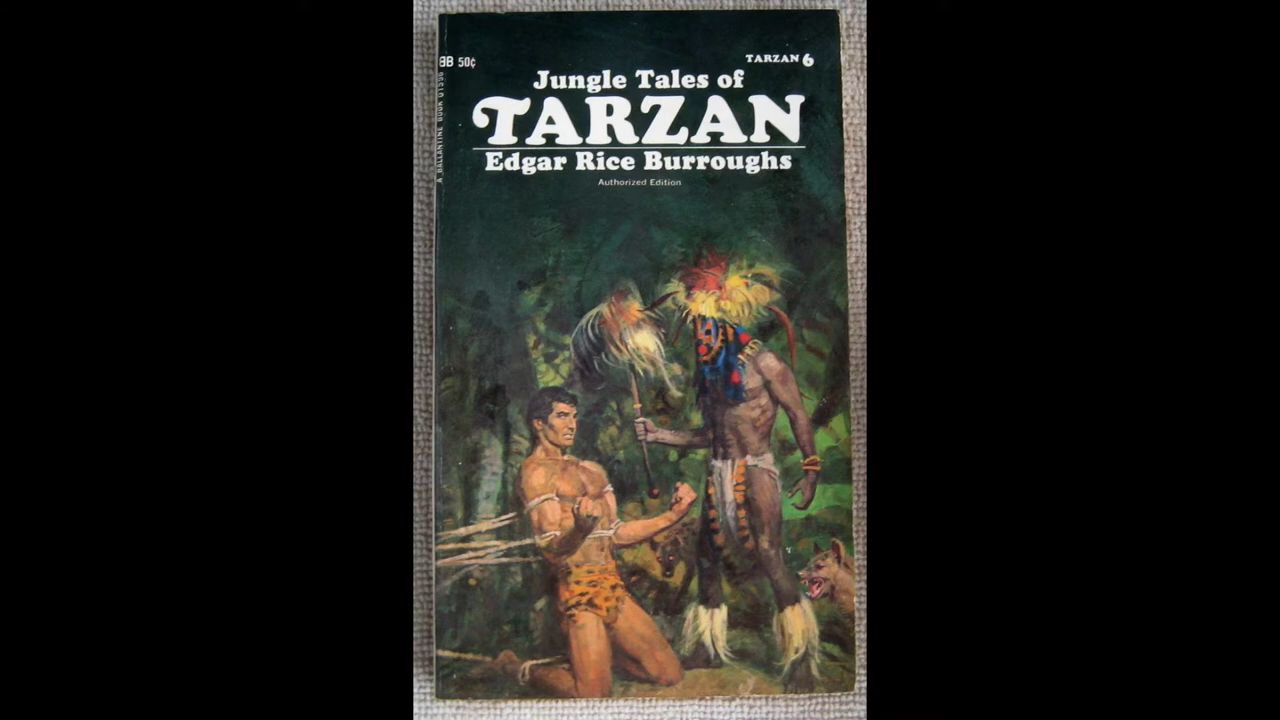 BB 50¢
TARZAN 6
Jungle Tales of
TARZAN
Edgar Rice Burroughs
Authorized Edition
A BALLANTINE BOOK